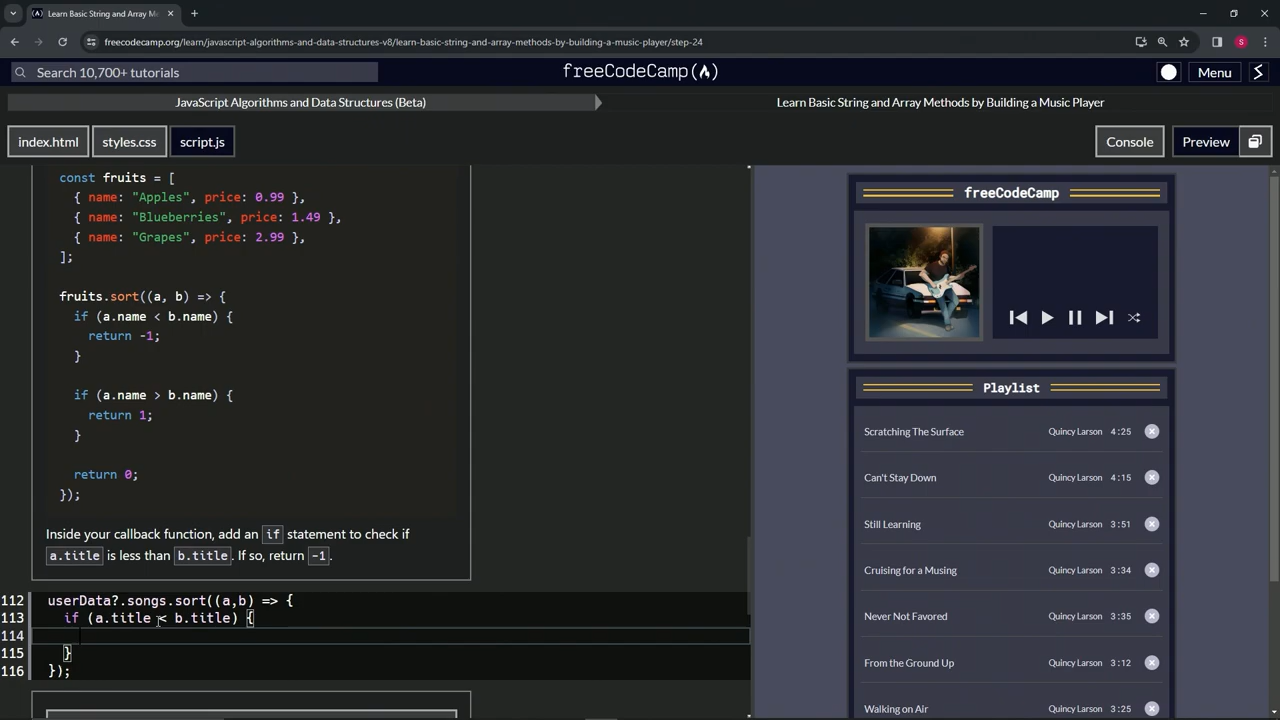 Learn Basic String and Array Me
freecodecamp.org/learn/javascript-algorithms-and-data-structures-v8/learn-basic-string-and-array-methods-by-building-a-music-player/step-24
S
Search 10,700+ tutorials
freeCodeCamp
Menu
JavaScript Algorithms and Data Structures (Beta)
Learn Basic String and Array Methods by Building a Music Player
index.html styles.css script.js
Console Preview
const fruits = [
{ name: "Apples", price: 0.99 },
{ name: "Blueberries", price: 1.49 },
{ name: "Grapes", price: 2.99 },
];
fruits.sort((a, b) => {
if (a.name < b.name) {
return -1;
}
if (a.name > b.name) {
return 1;
}
return 0;
});
Inside your callback function, add an if statement to check if
a.title is less than b.title. If so, return -1.
112 userData?.songs.sort((a,b) => {
113 if (a.title < b.title) {
114
115 }
116 });
freeCodeCamp
Playlist
Scratching The Surface Quincy Larson 4:25
Can't Stay Down Quincy Larson 4:15
Still Learning Quincy Larson 3:51
Cruising for a Musing Quincy Larson 3:34
Never Not Favored Quincy Larson 3:35
From the Ground Up Quincy Larson 3:12
Walking on Air Quincy Larson 3:25